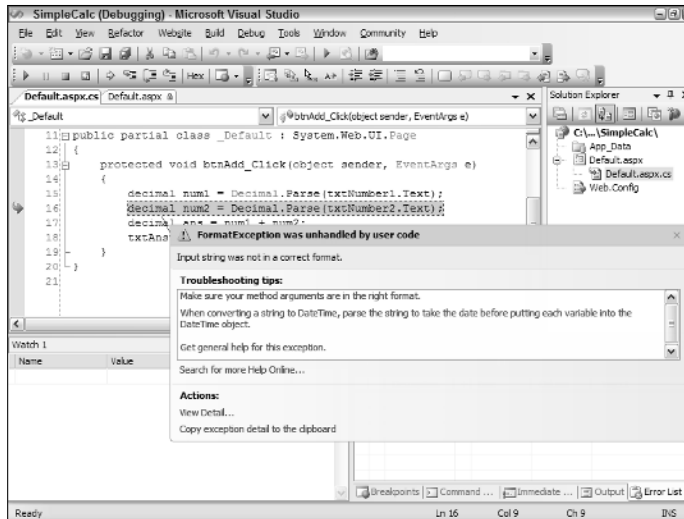 SimpleCalc (Debugging) - Microsoft Visual Studio
File Edit View Refactor Website Build Debug Tools Window Community Help
Hex
Default.aspx.cs Default.aspx
_Default btnAdd_Click(object sender, EventArgs e)
11 public partial class _Default : System.Web.UI.Page
12 {
13 protected void btnAdd_Click(object sender, EventArgs e)
14 {
15 decimal num1 = Decimal.Parse(txtNumber1.Text);
16 decimal num2 = Decimal.Parse(txtNumber2.Text);
17 decimal ans = num1 + num2;
18 txtAns
19 }
20 }
21
Solution Explorer
C:\...\SimpleCalc\
App_Data
Default.aspx
Default.aspx.cs
Web.Config
FormatException was unhandled by user code
Input string was not in a correct format.
Troubleshooting tips:
Make sure your method arguments are in the right format.
When converting a string to DateTime, parse the string to take the date before putting each variable into the
DateTime object.
Get general help for this exception.
Search for more Help Online...
Actions:
View Detail...
Copy exception detail to the clipboard
Watch 1
Name Value
Breakpoints Command ... Immediate ... Output Error List
Ready Ln 16 Col 9 Ch 9 INS